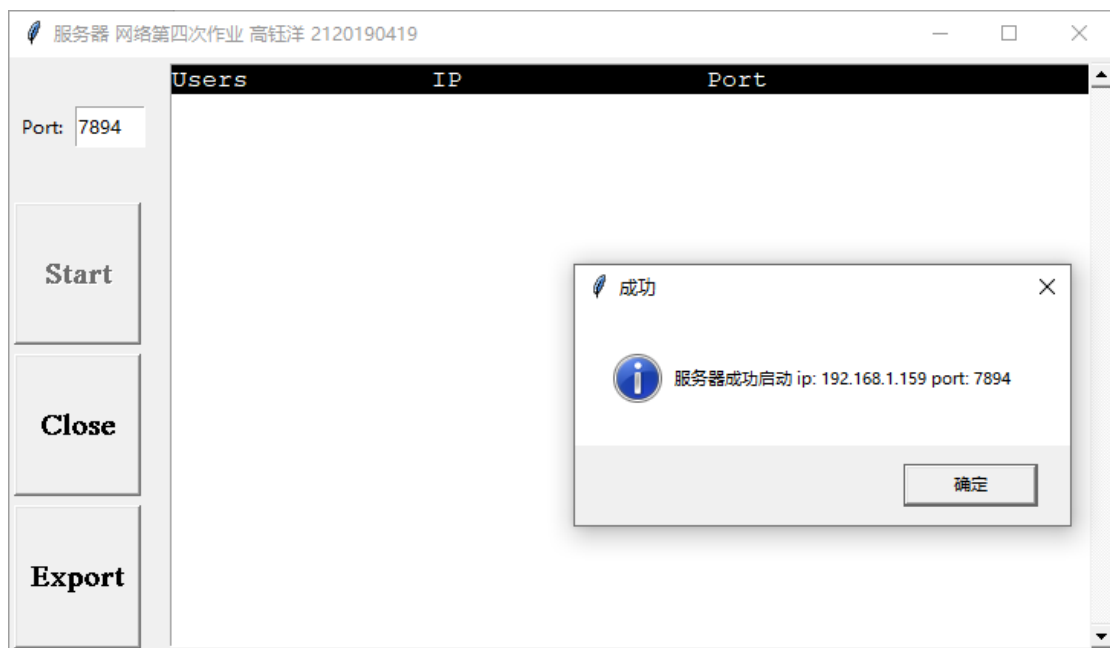 服务器 网络第四次作业 高钰洋 2120190419
Users IP Port
Port: 7894
Start
成功
服务器成功启动 ip: 192.168.1.159 port: 7894
Close
确定
Export